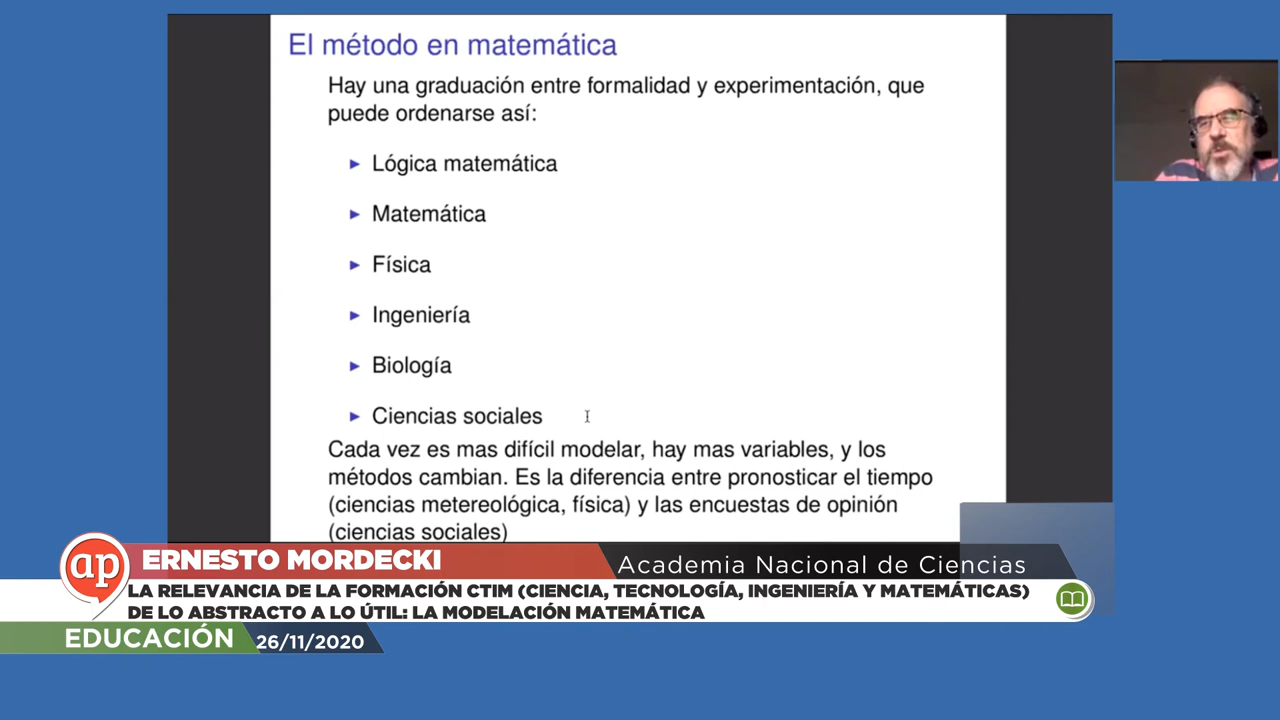 El método en matemática
Hay una graduación entre formalidad y experimentación, que
puede ordenarse así:
Lógica matemática
Matemática
Física
Ingeniería
Biología
Ciencias sociales
Cada vez es mas difícil modelar, hay mas variables, y los
métodos cambian. Es la diferencia entre pronosticar el tiempo
(ciencias metereológica, física) y las encuestas de opinión
(ciencias sociales)
ap
ERNESTO MORDECKI
Academia Nacional de Ciencias
LA RELEVANCIA DE LA FORMACIÓN CTIM (CIENCIA, TECNOLOGÍA, INGENIERÍA Y MATEMÁTICAS)
DE LO ABSTRACTO A LO ÚTIL: LA MODELACIÓN MATEMÁTICA
EDUCACIÓN
26/11/2020